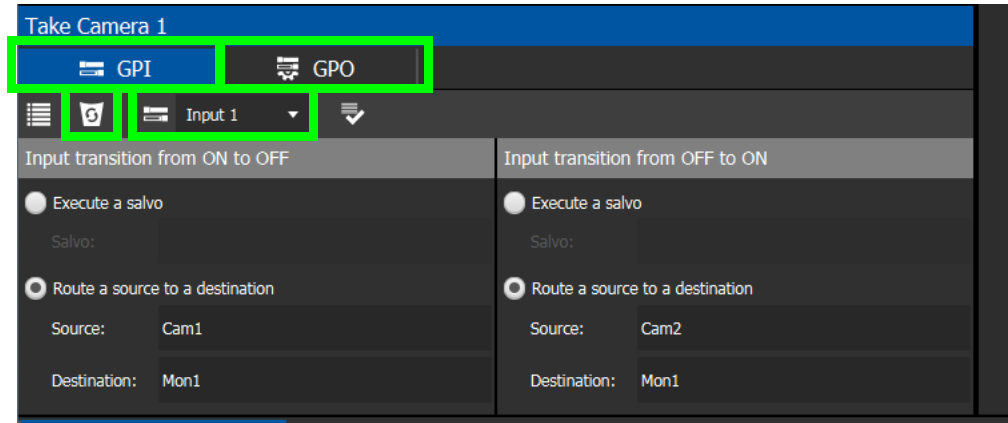 Take Camera 1
GPI GPO
Input 1
Input transition from ON to OFF
Execute a salvo
Salvo:
Route a source to a destination
Source: Cam1
Destination: Mon1
Input transition from OFF to ON
Execute a salvo
Salvo:
Route a source to a destination
Source: Cam2
Destination: Mon1